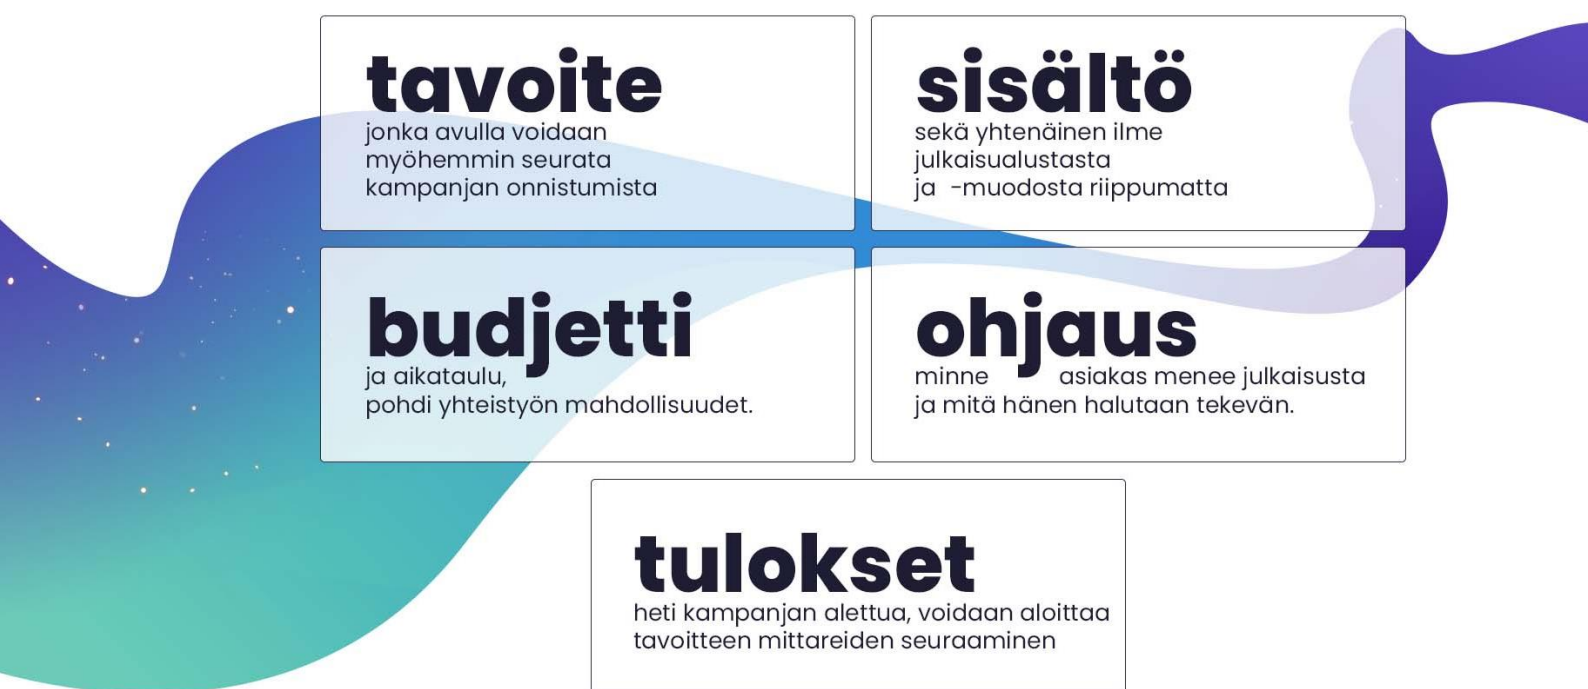 tavoite
jonka avulla voidaan
myöhemmin seurata
kampanjan onnistumista
sisältö
sekä yhtenäinen ilme
julkaisualustasta
ja -muodosta riippumatta
budjetti
ja aikataulu,
pohdi yhteistyön mahdollisuudet.
ohjaus
minne asiakas menee julkaisusta
ja mitä hänen halutaan tekevän.
tulokset
heti kampanjan alettua, voidaan aloittaa
tavoitteen mittareiden seuraaminen